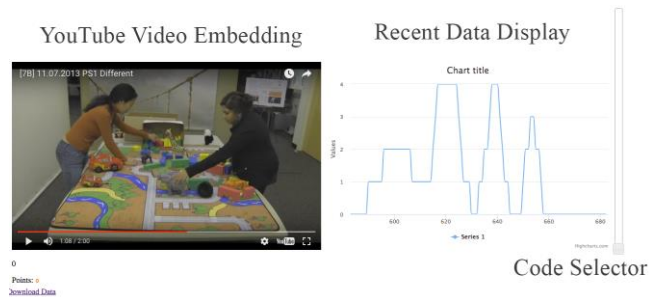 YouTube Video Embedding
Recent Data Display
[7B] 11.07.2013 PS1 Different
Chart title
Values
4
3
2
1
0
600
620
640
660
680
Series 1
Highcharts.com
1:08 / 2:00
YouTube
0
Points: 0
Download Data
Code Selector